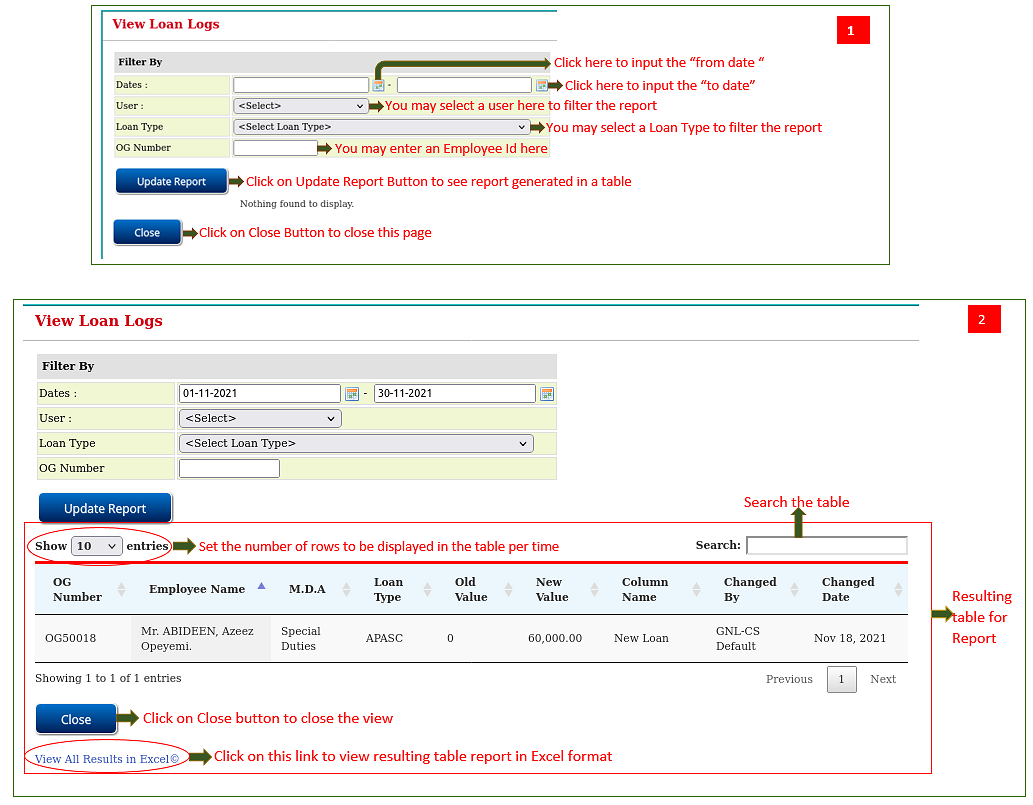 View Loan Logs
1
Filter By
Click here to input the “from date “
Dates :
-
Click here to input the “to date”
User :
<Select>
You may select a user here to filter the report
Loan Type
<Select Loan Type>
You may select a Loan Type to filter the report
OG Number
You may enter an Employee Id here
Update Report
Click on Update Report Button to see report generated in a table
Nothing found to display.
Close
Click on Close Button to close this page
View Loan Logs
2
Filter By
Dates :
01-11-2021
-
30-11-2021
User :
<Select>
Loan Type
<Select Loan Type>
OG Number
Update Report
Search the table
Show 10 entries
Set the number of rows to be displayed in the table per time
Search:
OG Number
Employee Name
M.D.A
Loan Type
Old Value
New Value
Column Name
Changed By
Changed Date
Resulting table for Report
OG50018
Mr. ABIDEEN, Azeez Opeyemi.
Special Duties
APASC
0
60,000.00
New Loan
GNL-CS Default
Nov 18, 2021
Showing 1 to 1 of 1 entries
Previous
1
Next
Close
Click on Close button to close the view
View All Results in Excel©
Click on this link to view resulting table report in Excel format